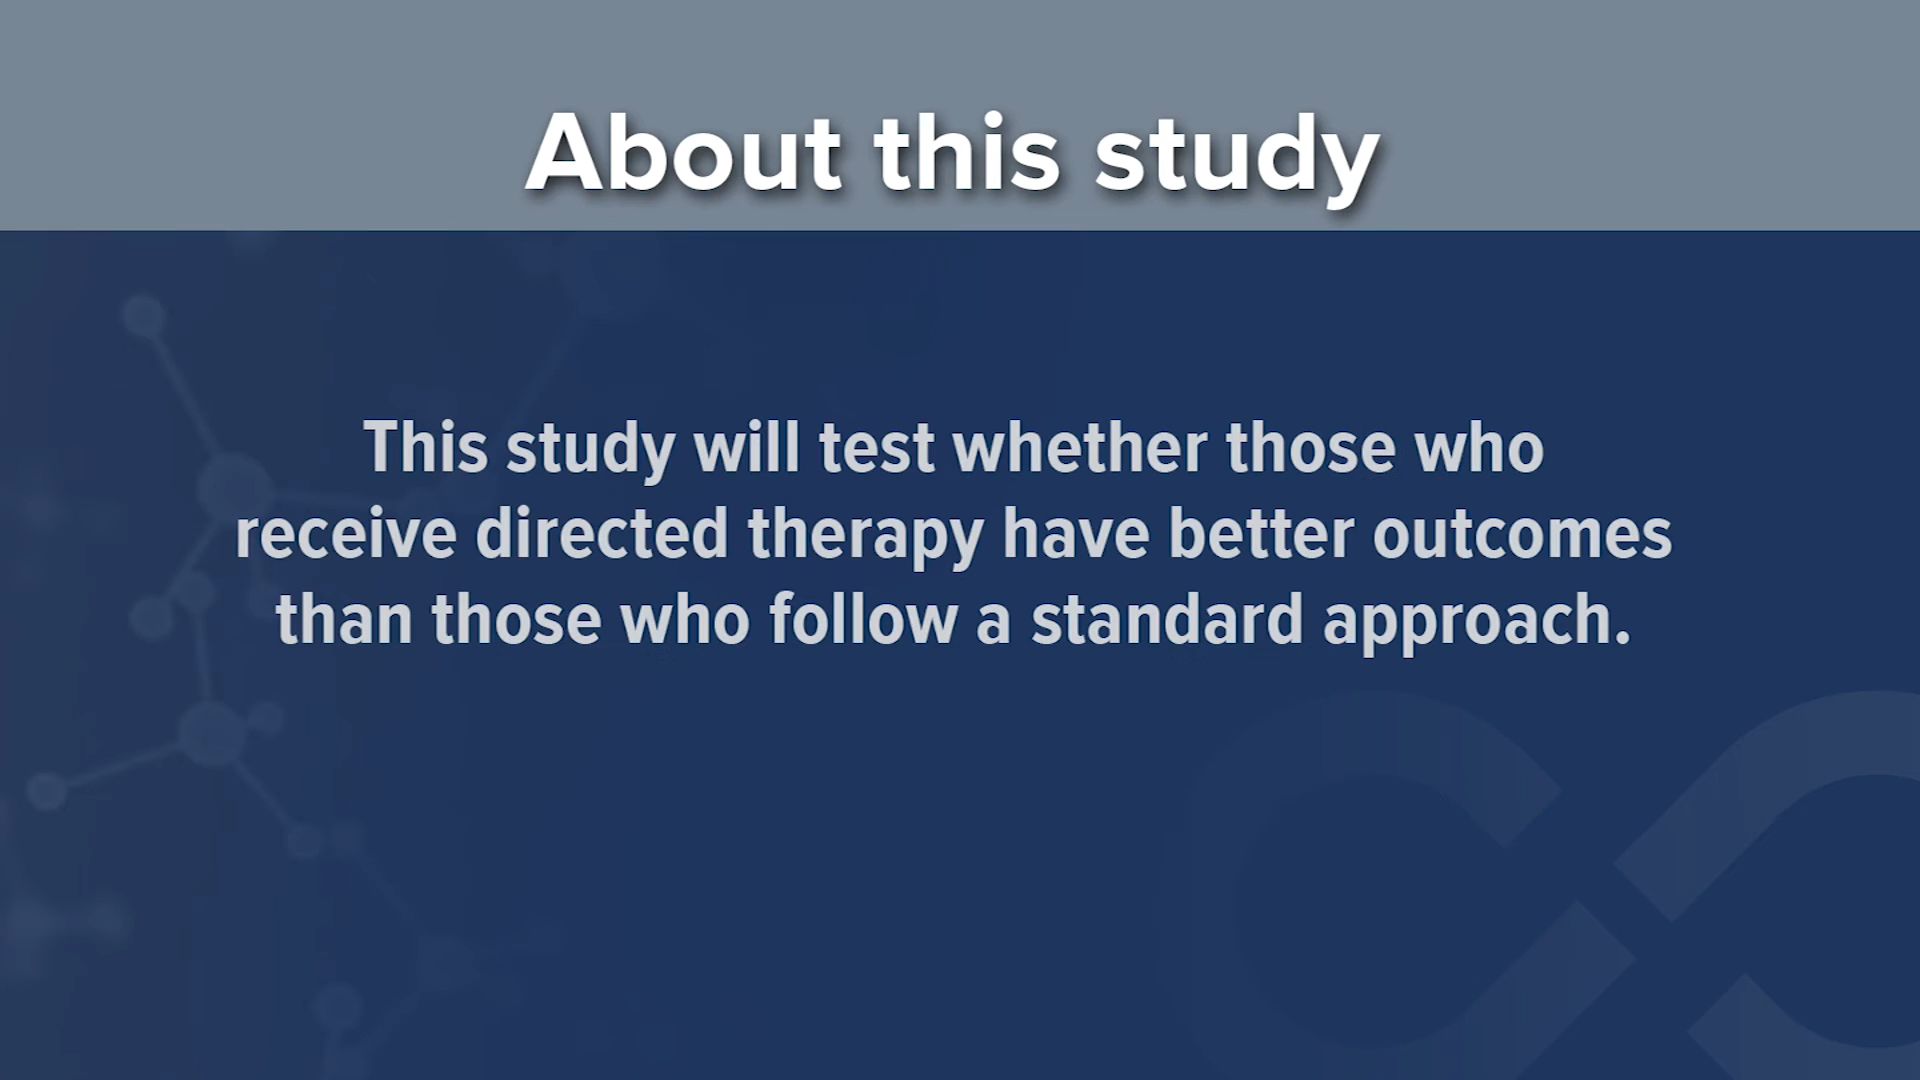 About this study
This study will test whether those who
receive directed therapy have better outcomes
than those who follow a standard approach.